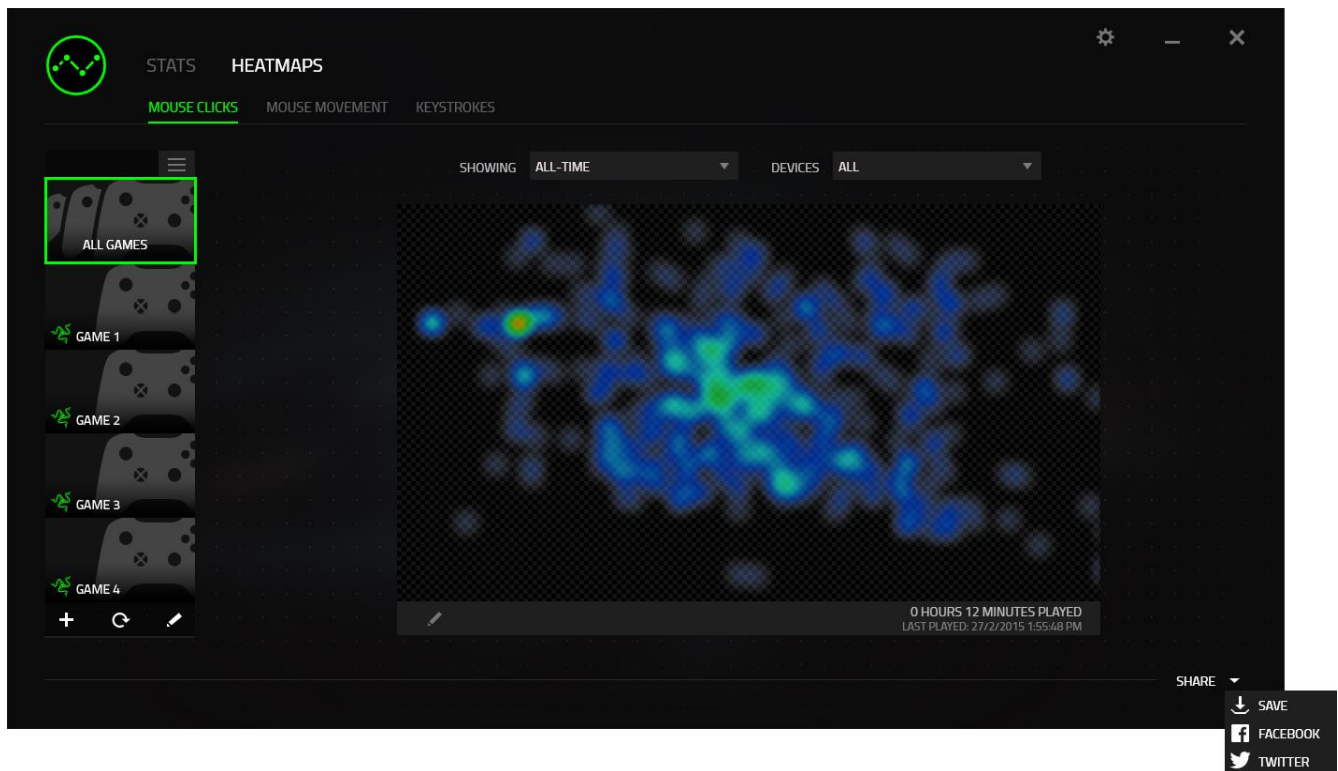 STATS HEATMAPS
MOUSE CLICKS MOUSE MOVEMENT KEYSTROKES
SHOWING ALL-TIME DEVICES ALL
ALL GAMES
GAME 1
GAME 2
GAME 3
GAME 4
0 HOURS 12 MINUTES PLAYED
LAST PLAYED: 27/2/2015 1:55:48 PM
SHARE
SAVE
FACEBOOK
TWITTER